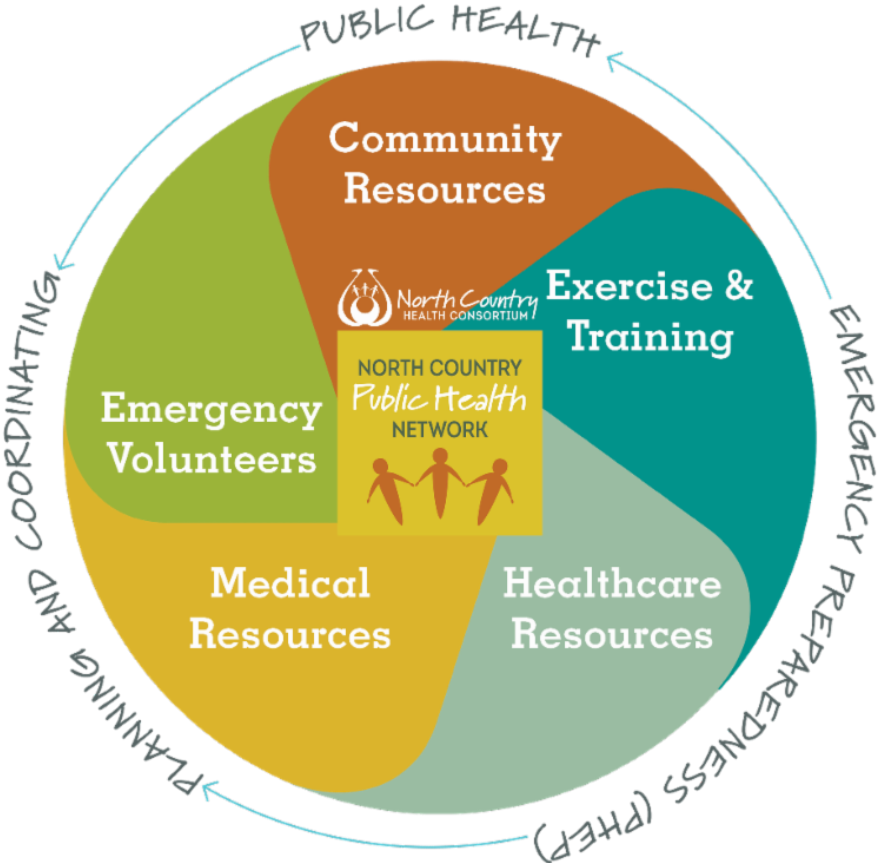 PUBLIC HEALTH
Community
Resources
Exercise &
Training
North Country
HEALTH CONSORTIUM
NORTH COUNTRY
Public Health
NETWORK
Emergency
Volunteers
Medical
Resources
Healthcare
Resources
EMERGENCY PREPAREDNESS (PHEP)
PLANNING AND COORDINATING